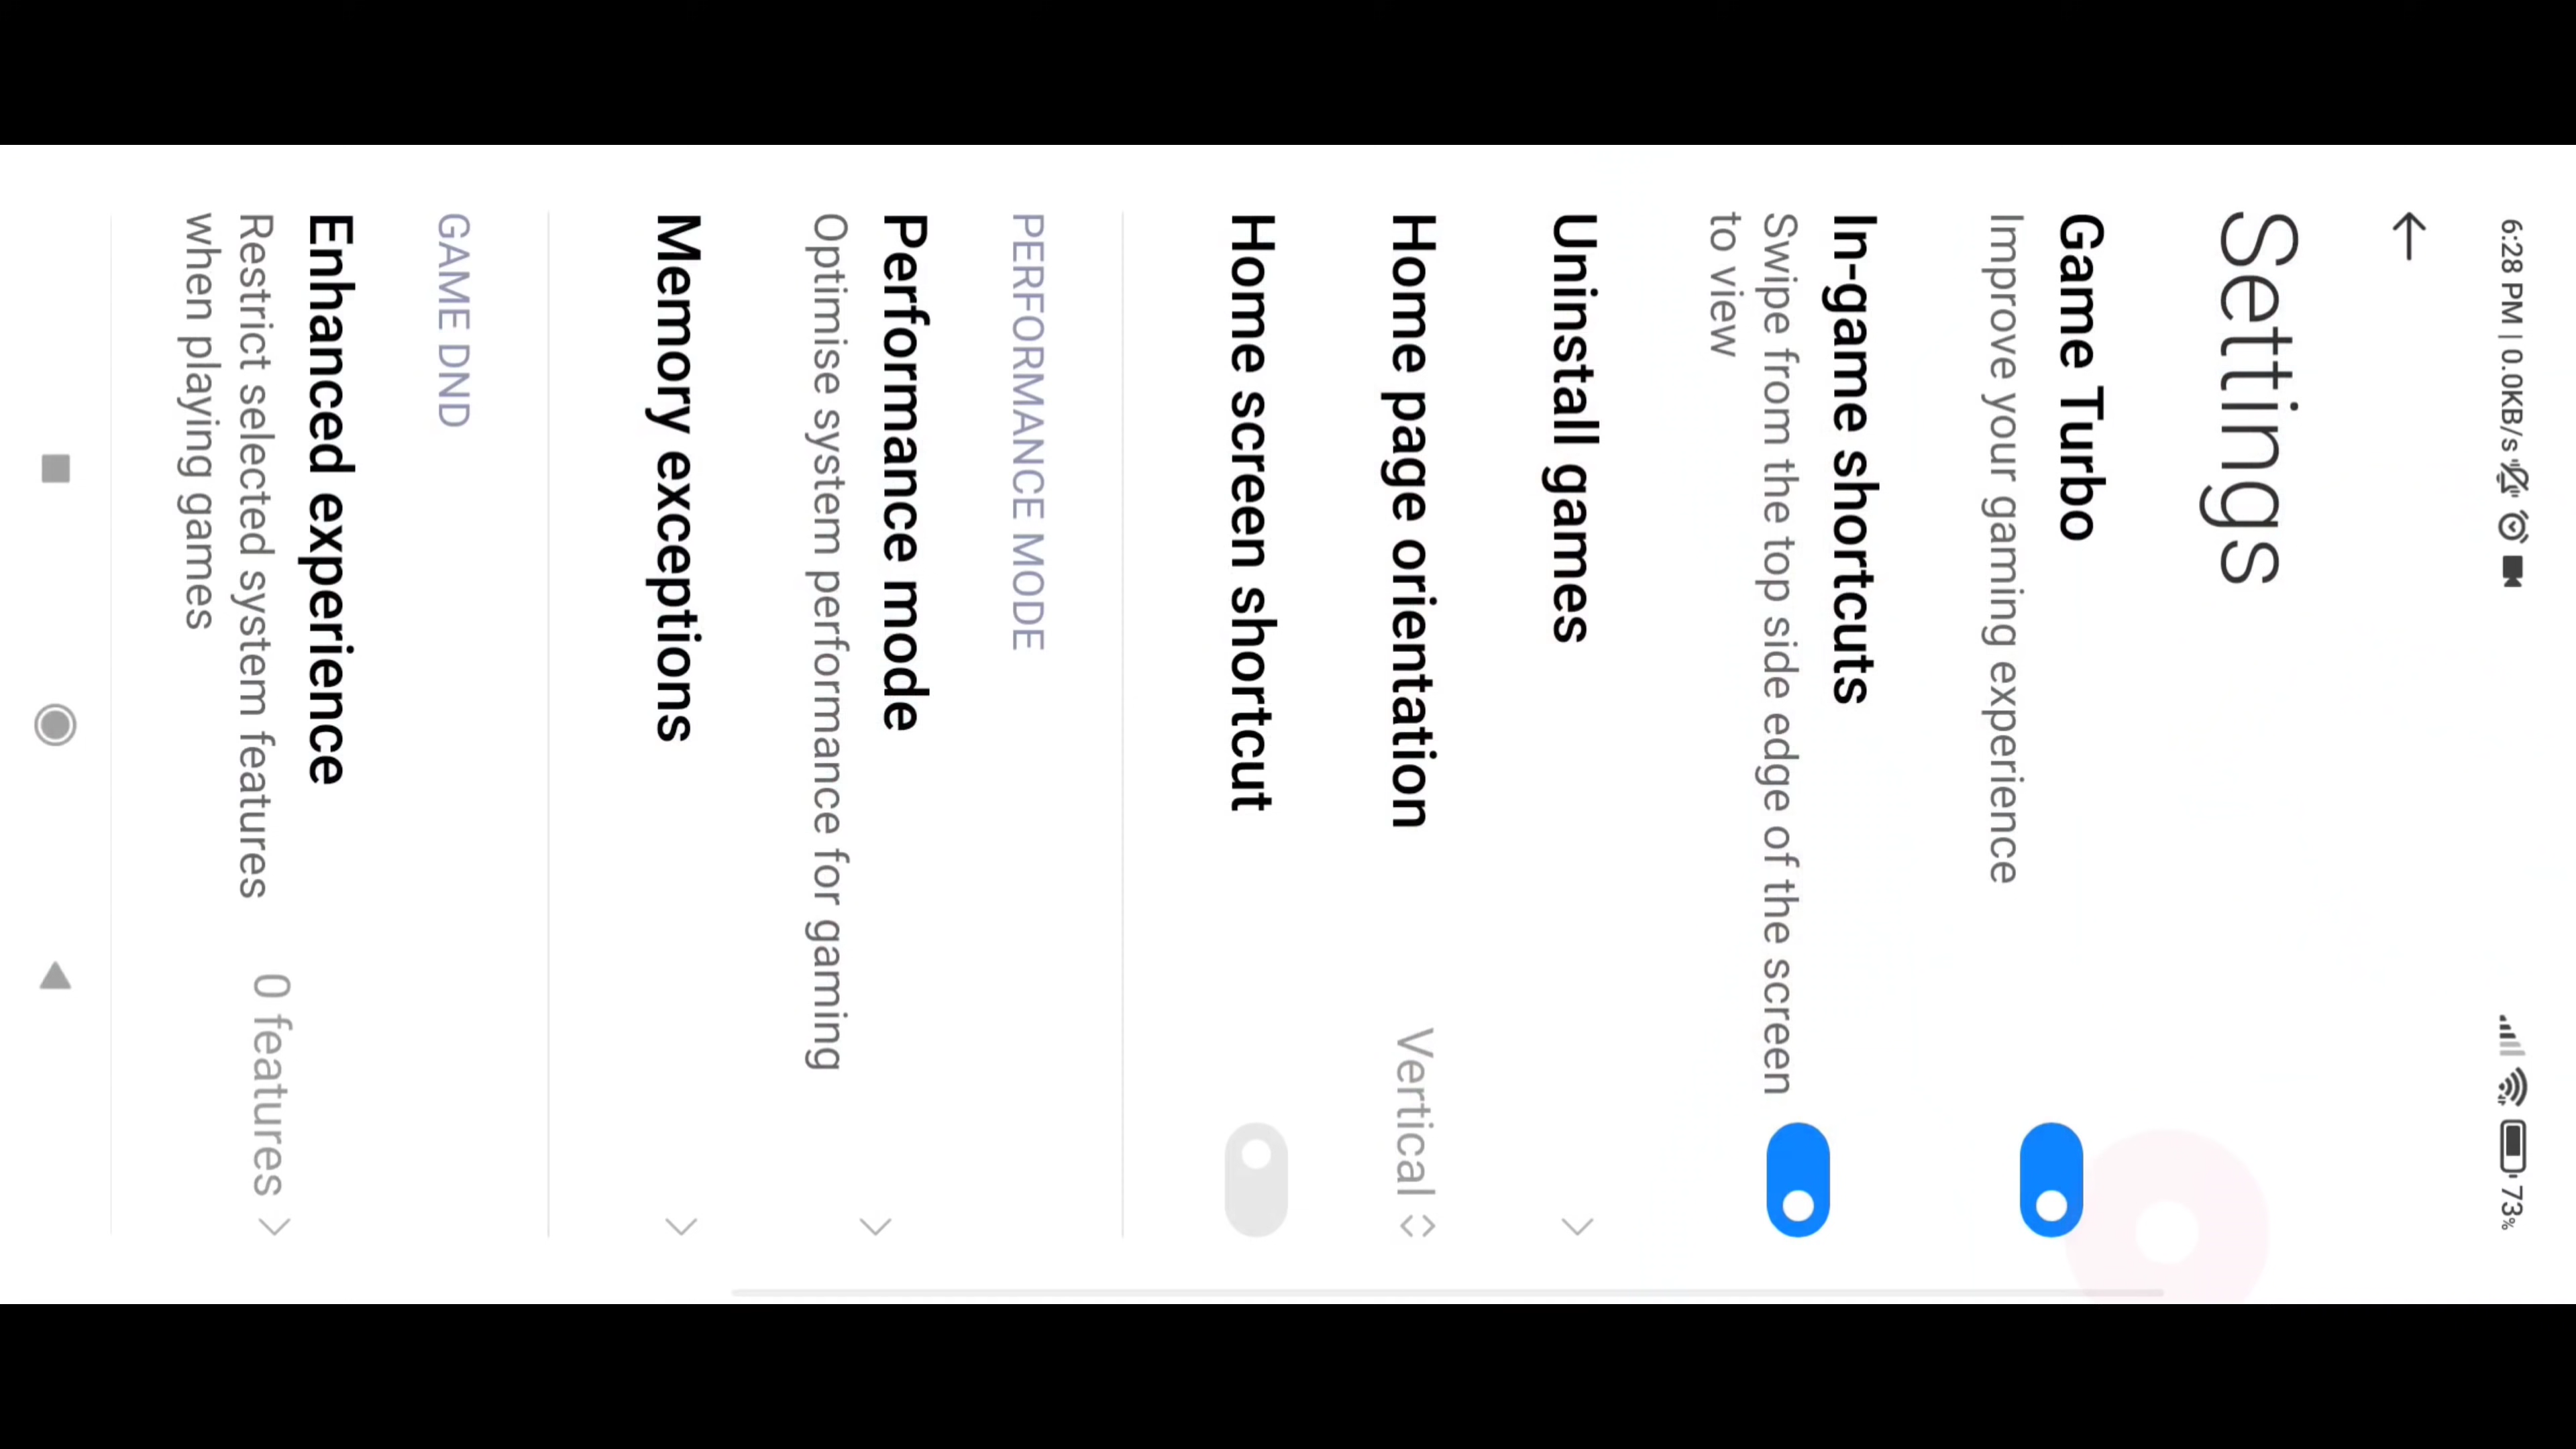 6:28 PM | 0.0KB/s
73%
Settings
Game Turbo
Improve your gaming experience
In-game shortcuts
Swipe from the top side edge of the screen
to view
Uninstall games
Home page orientation
Vertical
Home screen shortcut
PERFORMANCE MODE
Performance mode
Optimise system performance for gaming
Memory exceptions
GAME DND
Enhanced experience
Restrict selected system features
when playing games
0 features